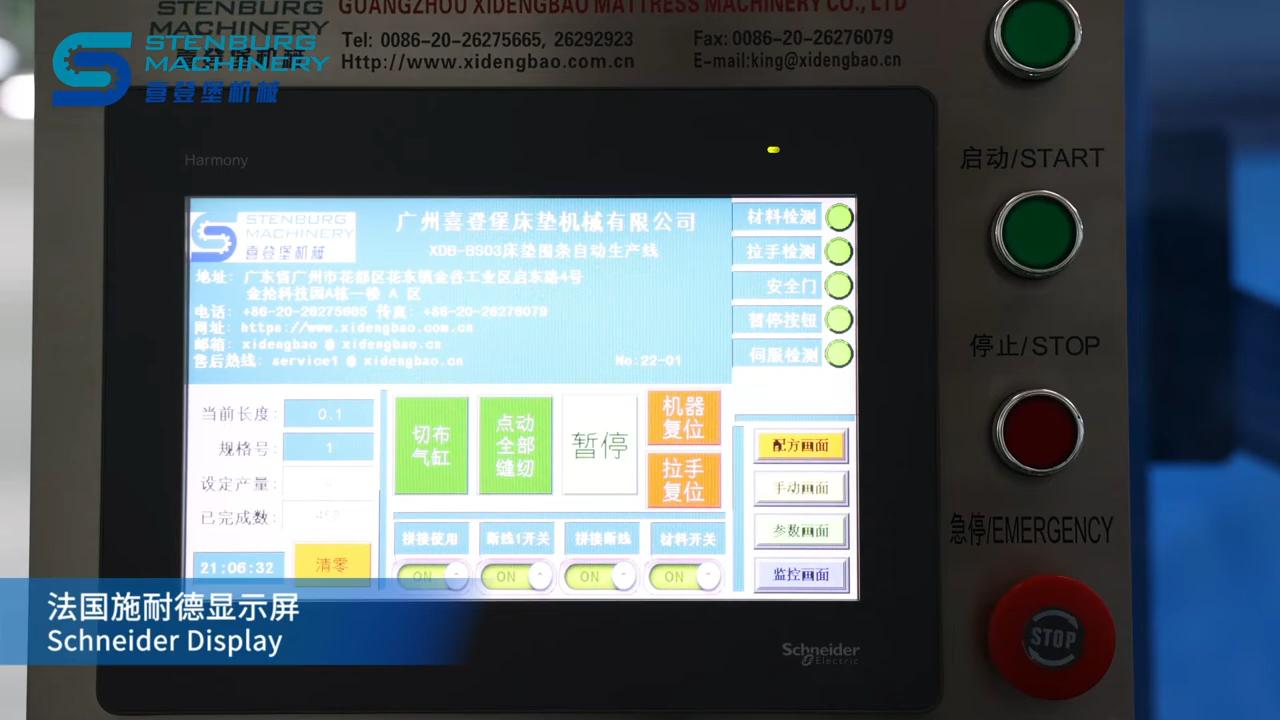 STENBURG
MACHINERY
GUANGZHOU XIDENGBAO MATTRESS MACHINERY CO., LTD
Tel: 0086-20-26275665, 26292923
Fax: 0086-20-26276079
Http://www.xidengbao.com.cn
E-mail:king@xidengbao.cn
STENBURG
MACHINERY
喜登堡机械
Harmony
启动/START
停止/STOP
急停/EMERGENCY
STOP
STENBURG
MACHINERY
喜登堡机械
广州喜登堡床垫机械有限公司
XDB-BS03床垫围条自动生产线
地址: 广东省广州市花都区花东镇金谷工业区启东路4号
金抢科技园A栋一楼 A 区
电话: +86-20-26275665 传真: +86-20-26276079
网址: https://www.xidengbao.com.cn
邮箱: xidengbao @ xidengbao.cn
售后热线: service1 @ xidengbao.cn
No:22-01
材料检测
拉手检测
安全门
暂停按钮
伺服检测
当前长度: 0.1
规格号: 1
设定产量:
已完成数:
21:06:32
清零
切布
气缸
点动
全部
缝纫
暂停
机器
复位
拉手
复位
拼接使用
断线1开关
拼接断线
材料开关
ON
ON
ON
ON
配方画面
手动画面
参数画面
监控画面
法国施耐德显示屏
Schneider Display
Schneider
Electric